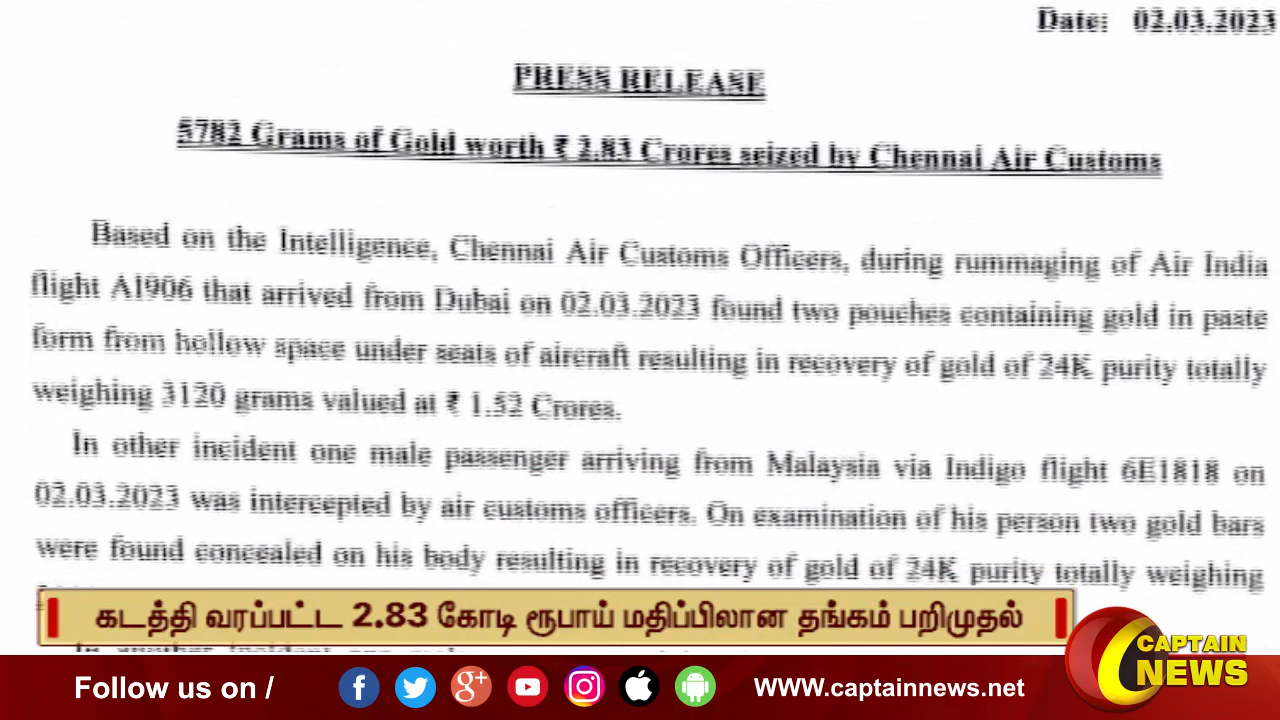 Date: 02.03.2023
PRESS RELEASE
5782 Grams of Gold worth ₹ 2.83 Crores seized by Chennai Air Customs
Based on the Intelligence, Chennai Air Customs Officers, during rummaging of Air India
flight AI906 that arrived from Dubai on 02.03.2023 found two pouches containing gold in paste
form from hollow space under seats of aircraft resulting in recovery of gold of 24K purity totally
weighing 3120 grams valued at ₹ 1.52 Crores.
In other incident one male passenger arriving from Malaysia via Indigo flight 6E1818 on
02.03.2023 was intercepted by air customs officers. On examination of his person two gold bars
were found concealed on his body resulting in recovery of gold of 24K purity totally weighing
கடத்தி வரப்பட்ட 2.83 கோடி ரூபாய் மதிப்பிலான தங்கம் பறிமுதல்
CAPTAIN
NEWS
Follow us on / WWW.captainnews.net